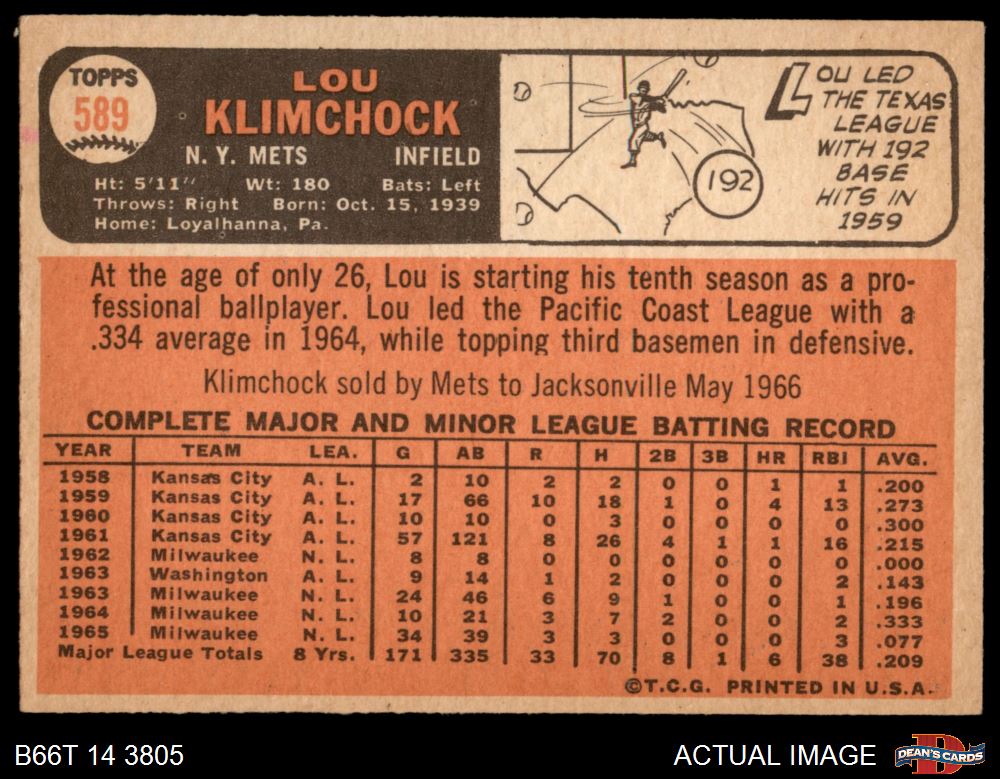 TOPPS
589
LOU
KLIMCHOCK
N. Y. METS INFIELD
Ht: 5'11" Wt: 180 Bats: Left
Throws: Right Born: Oct. 15, 1939
Home: Loyalhanna, Pa.
192
LOU LED
THE TEXAS
LEAGUE
WITH 192
BASE
HITS IN
1959
At the age of only 26, Lou is starting his tenth season as a pro-
fessional ballplayer. Lou led the Pacific Coast League with a
.334 average in 1964, while topping third basemen in defensive.
Klimchock sold by Mets to Jacksonville May 1966
COMPLETE MAJOR AND MINOR LEAGUE BATTING RECORD
YEAR TEAM LEA. G AB R H 2B 3B HR RBI AVG.
1958 Kansas City A. L. 2 10 2 2 0 0 1 1 .200
1959 Kansas City A. L. 17 66 10 18 1 0 4 13 .273
1960 Kansas City A. L. 10 10 0 3 0 0 0 0 .300
1961 Kansas City A. L. 57 121 8 26 4 1 1 16 .215
1962 Milwaukee N. L. 8 8 0 0 0 0 0 0 .000
1963 Washington A. L. 9 14 1 2 0 0 0 2 .143
1963 Milwaukee N. L. 24 46 6 9 1 0 0 1 .196
1964 Milwaukee N. L. 10 21 3 7 2 0 0 2 .333
1965 Milwaukee N. L. 34 39 3 3 0 0 0 3 .077
Major League Totals 8 Yrs. 171 335 33 70 8 1 6 38 .209
©T.C.G. PRINTED IN U.S.A.
B66T 14 3805
ACTUAL IMAGE
DEAN'S CARDS